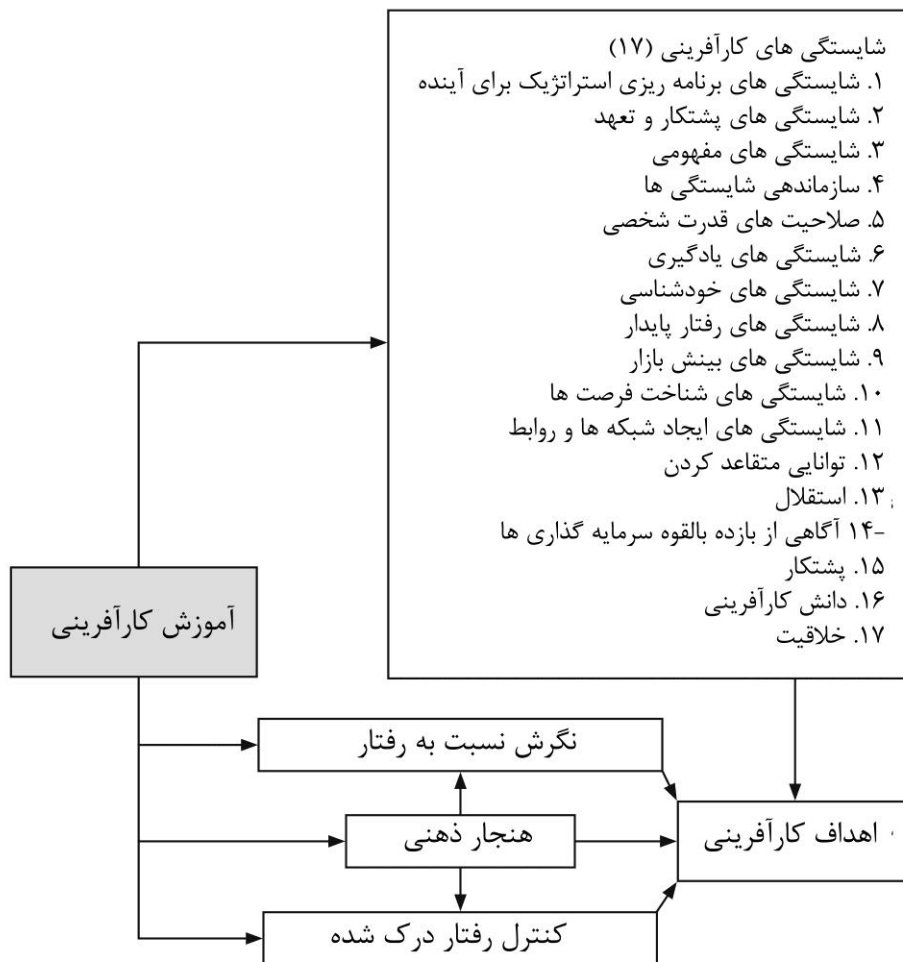 شایستگی های کارآفرینی (۱۷)
۱. شایستگی های برنامه ریزی استراتژیک برای آینده
۲. شایستگی های پشتکار و تعهد
۳. شایستگی های مفهومی
۴. سازماندهی شایستگی ها
۵. صلاحیت های قدرت شخصی
۶. شایستگی های یادگیری
۷. شایستگی های خودشناسی
۸. شایستگی های رفتار پایدار
۹. شایستگی های بینش بازار
۱۰. شایستگی های شناخت فرصت ها
۱۱. شایستگی های ایجاد شبکه ها و روابط
۱۲. توانایی متقاعد کردن
۱۳. استقلال
-۱۴ آگاهی از بازده بالقوه سرمایه گذاری ها
۱۵. پشتکار
۱۶. دانش کارآفرینی
۱۷. خلاقیت
آموزش کارآفرینی
نگرش نسبت به رفتار
هنجار ذهنی
اهداف کارآفرینی
کنترل رفتار درک شده